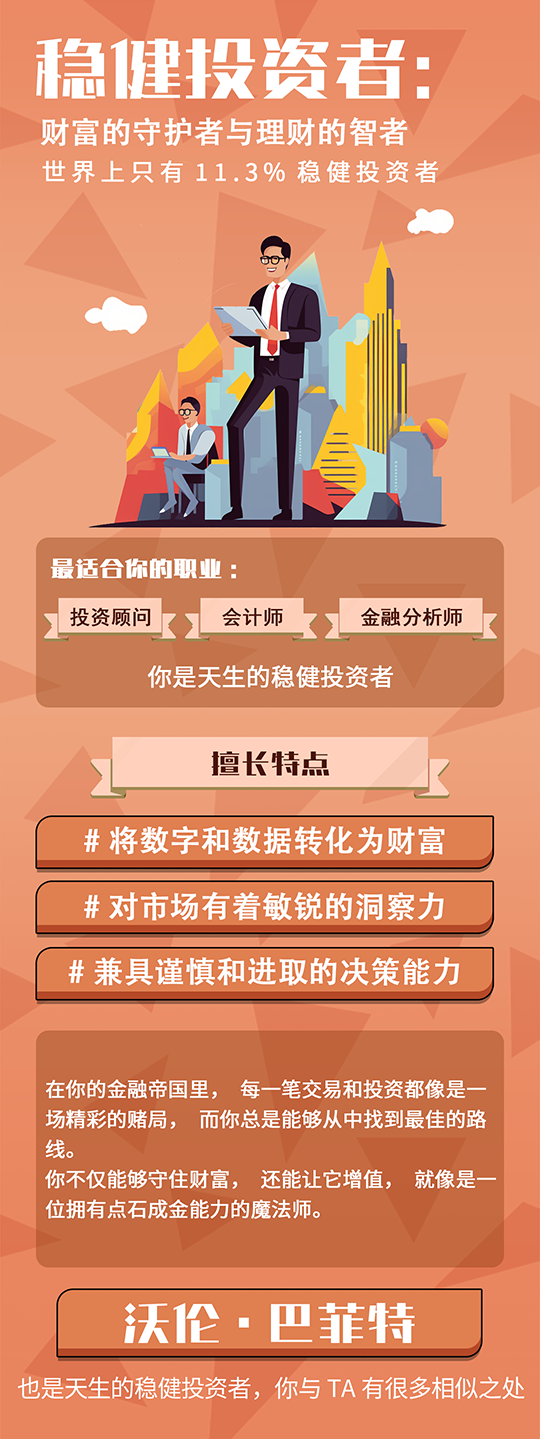 稳健投资者:
财富的守护者与理财的智者
世界上只有 11.3% 稳健投资者
最适合你的职业：
投资顾问
会计师
金融分析师
你是天生的稳健投资者
擅长特点
# 将数字和数据转化为财富
# 对市场有着敏锐的洞察力
# 兼具谨慎和进取的决策能力
在你的金融帝国里， 每一笔交易和投资都像是一
场精彩的赌局， 而你总是能够从中找到最佳的路
线。
你不仅能够守住财富， 还能让它增值， 就像是一
位拥有点石成金能力的魔法师。
沃伦·巴菲特
也是天生的稳健投资者，你与 TA 有很多相似之处